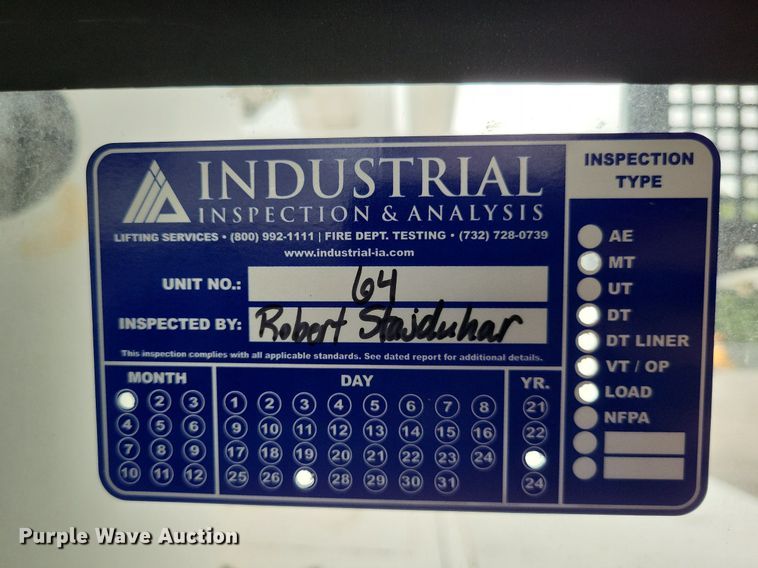 INDUSTRIAL
INSPECTION & ANALYSIS
LIFTING SERVICES • (800) 992-1111 | FIRE DEPT. TESTING • (732) 728-0739
www.industrial-ia.com
UNIT NO.: 64
INSPECTED BY: Robert Stajduhar
This inspection complies with all applicable standards. See dated report for additional details.
MONTH
2 3
4 5 6
7 8 9
10 11 12
DAY
1 2 3 4 5 6 7 8
9 10 11 12 13 14 15 16
17 18 19 20 21 22 23 24
25 26 28 29 30 31
YR.
21
22
24
INSPECTION
TYPE
AE
MT
UT
DT
DT LINER
VT / OP
LOAD
NFPA
Purple Wave Auction